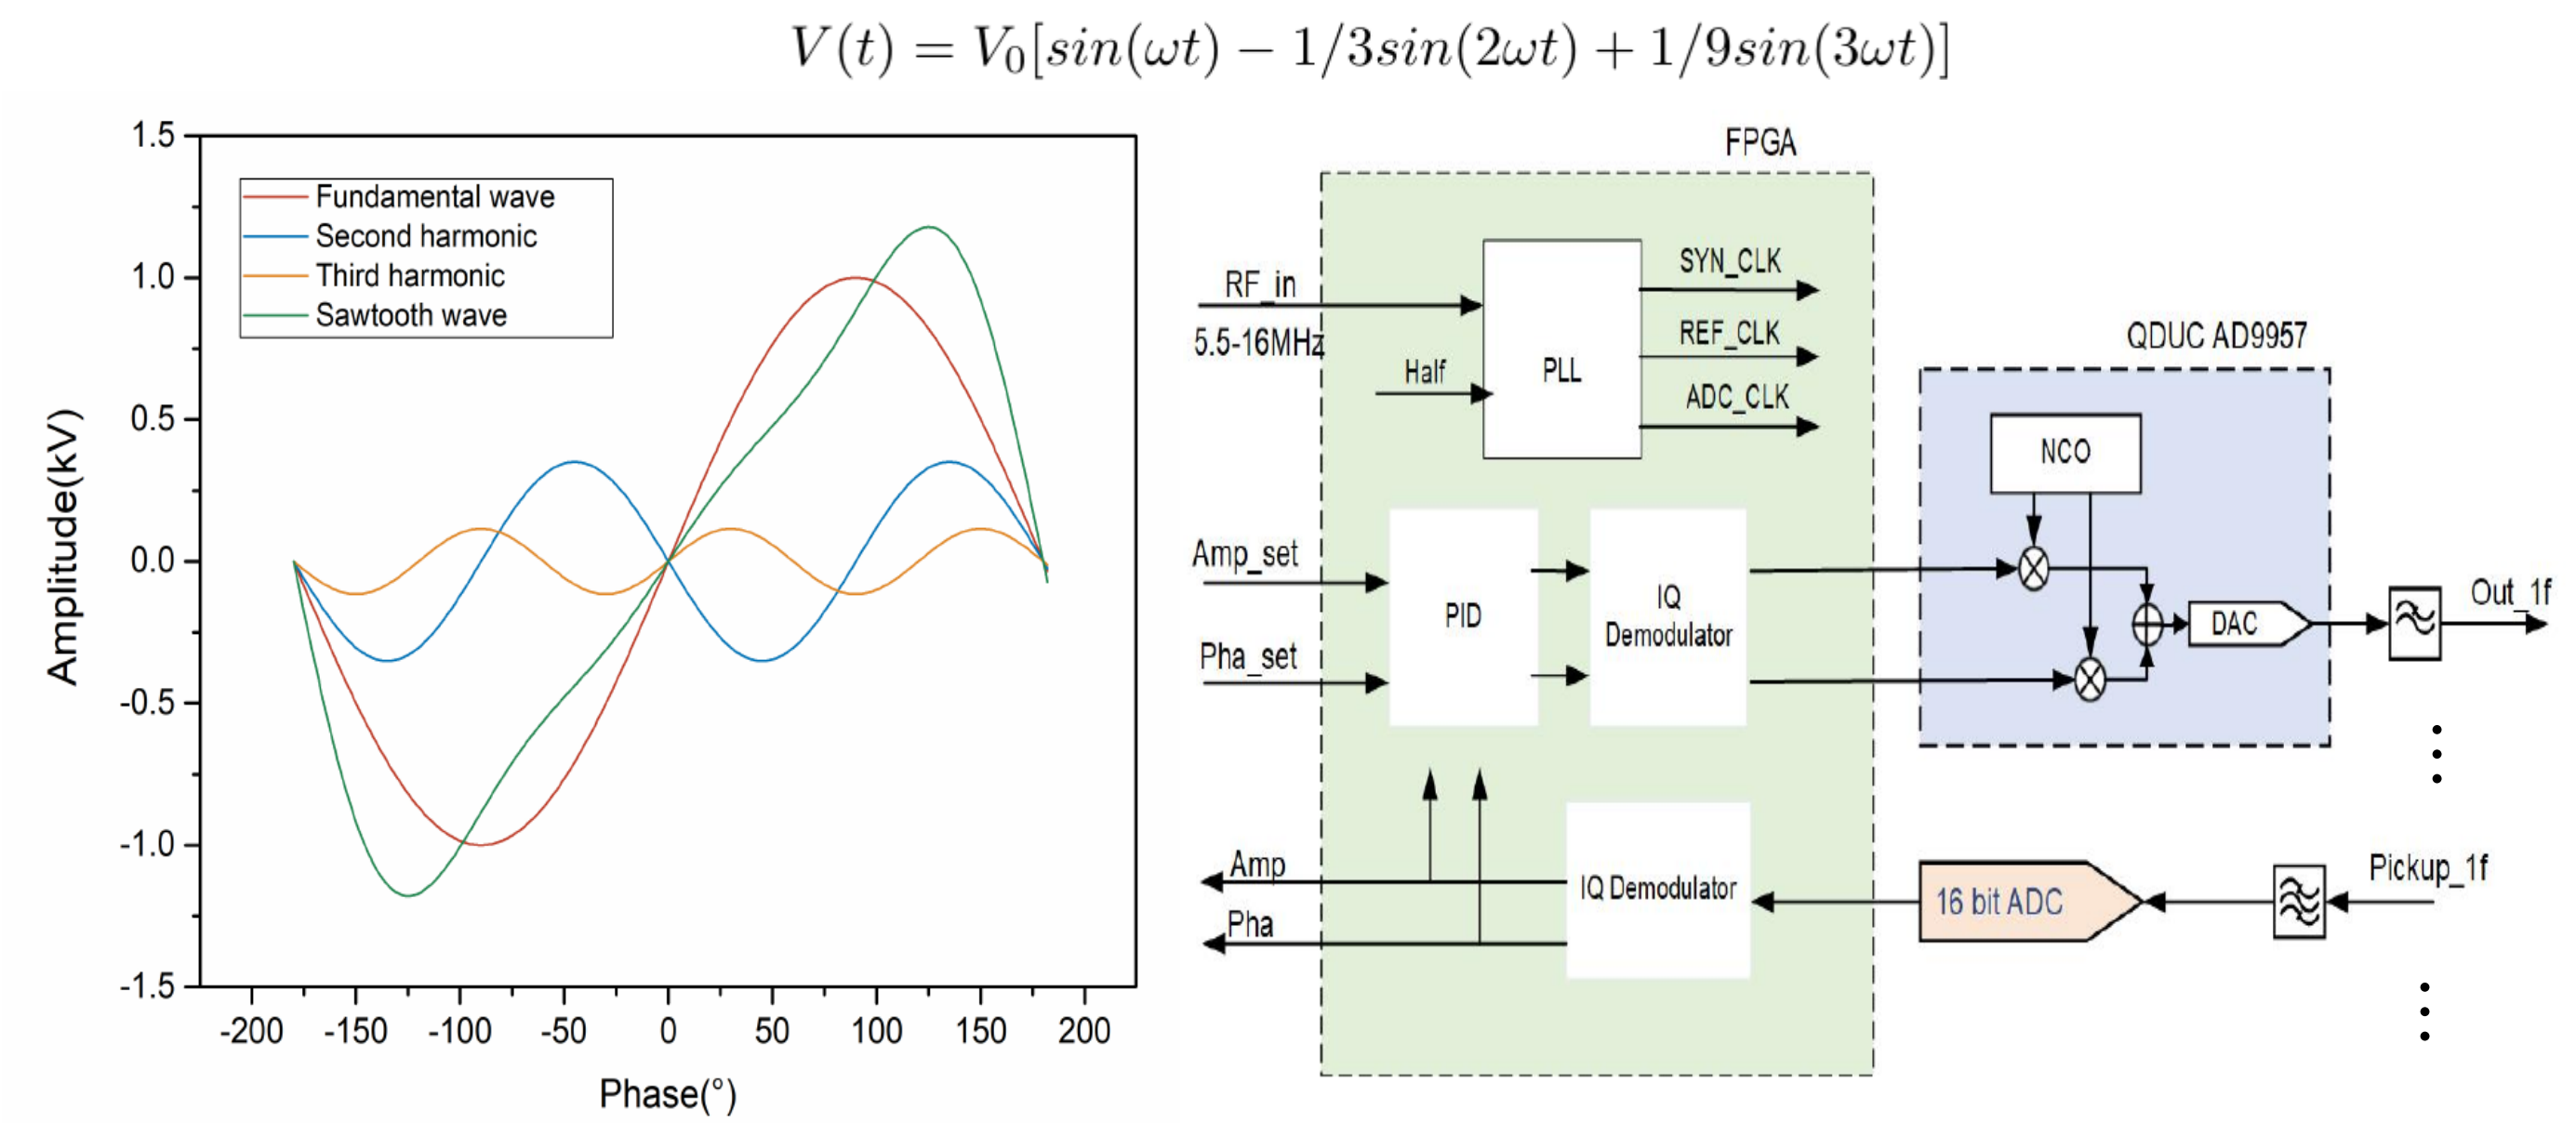 V(t) = V₀[sin(ωt) − 1/3sin(2ωt) + 1/9sin(3ωt)]
Amplitude(kV)
1.5
1.0
0.5
0.0
-0.5
-1.0
-1.5
Fundamental wave
Second harmonic
Third harmonic
Sawtooth wave
-200 -150 -100 -50 0 50 100 150 200
Phase(°)
FPGA
RF_in
5.5-16MHz
Half
PLL
SYN_CLK
REF_CLK
ADC_CLK
Amp_set
Pha_set
PID
IQ
Demodulator
QDUC AD9957
NCO
DAC
Out_1f
Amp
Pha
IQ Demodulator
16 bit ADC
Pickup_1f